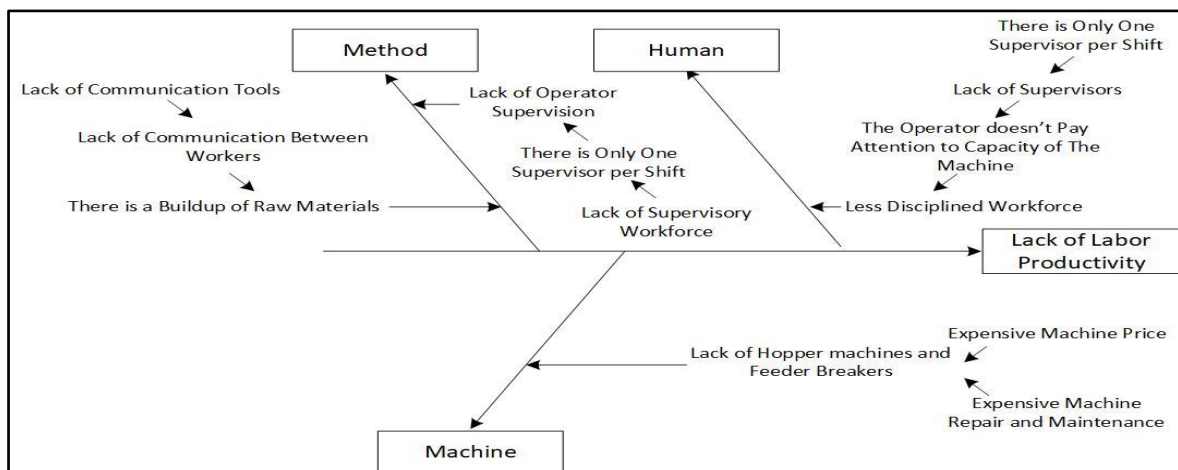 There is Only One
Supervisor per Shift
Method
Human
Lack of Communication Tools
Lack of Operator
Supervision
Lack of Supervisors
Lack of Communication Between
Workers
There is Only One
Supervisor per Shift
The Operator doesn’t Pay
Attention to Capacity of The
Machine
There is a Buildup of Raw Materials
Lack of Supervisory
Workforce
Less Disciplined Workforce
Lack of Labor
Productivity
Lack of Hopper machines and
Feeder Breakers
Expensive Machine Price
Expensive Machine
Repair and Maintenance
Machine